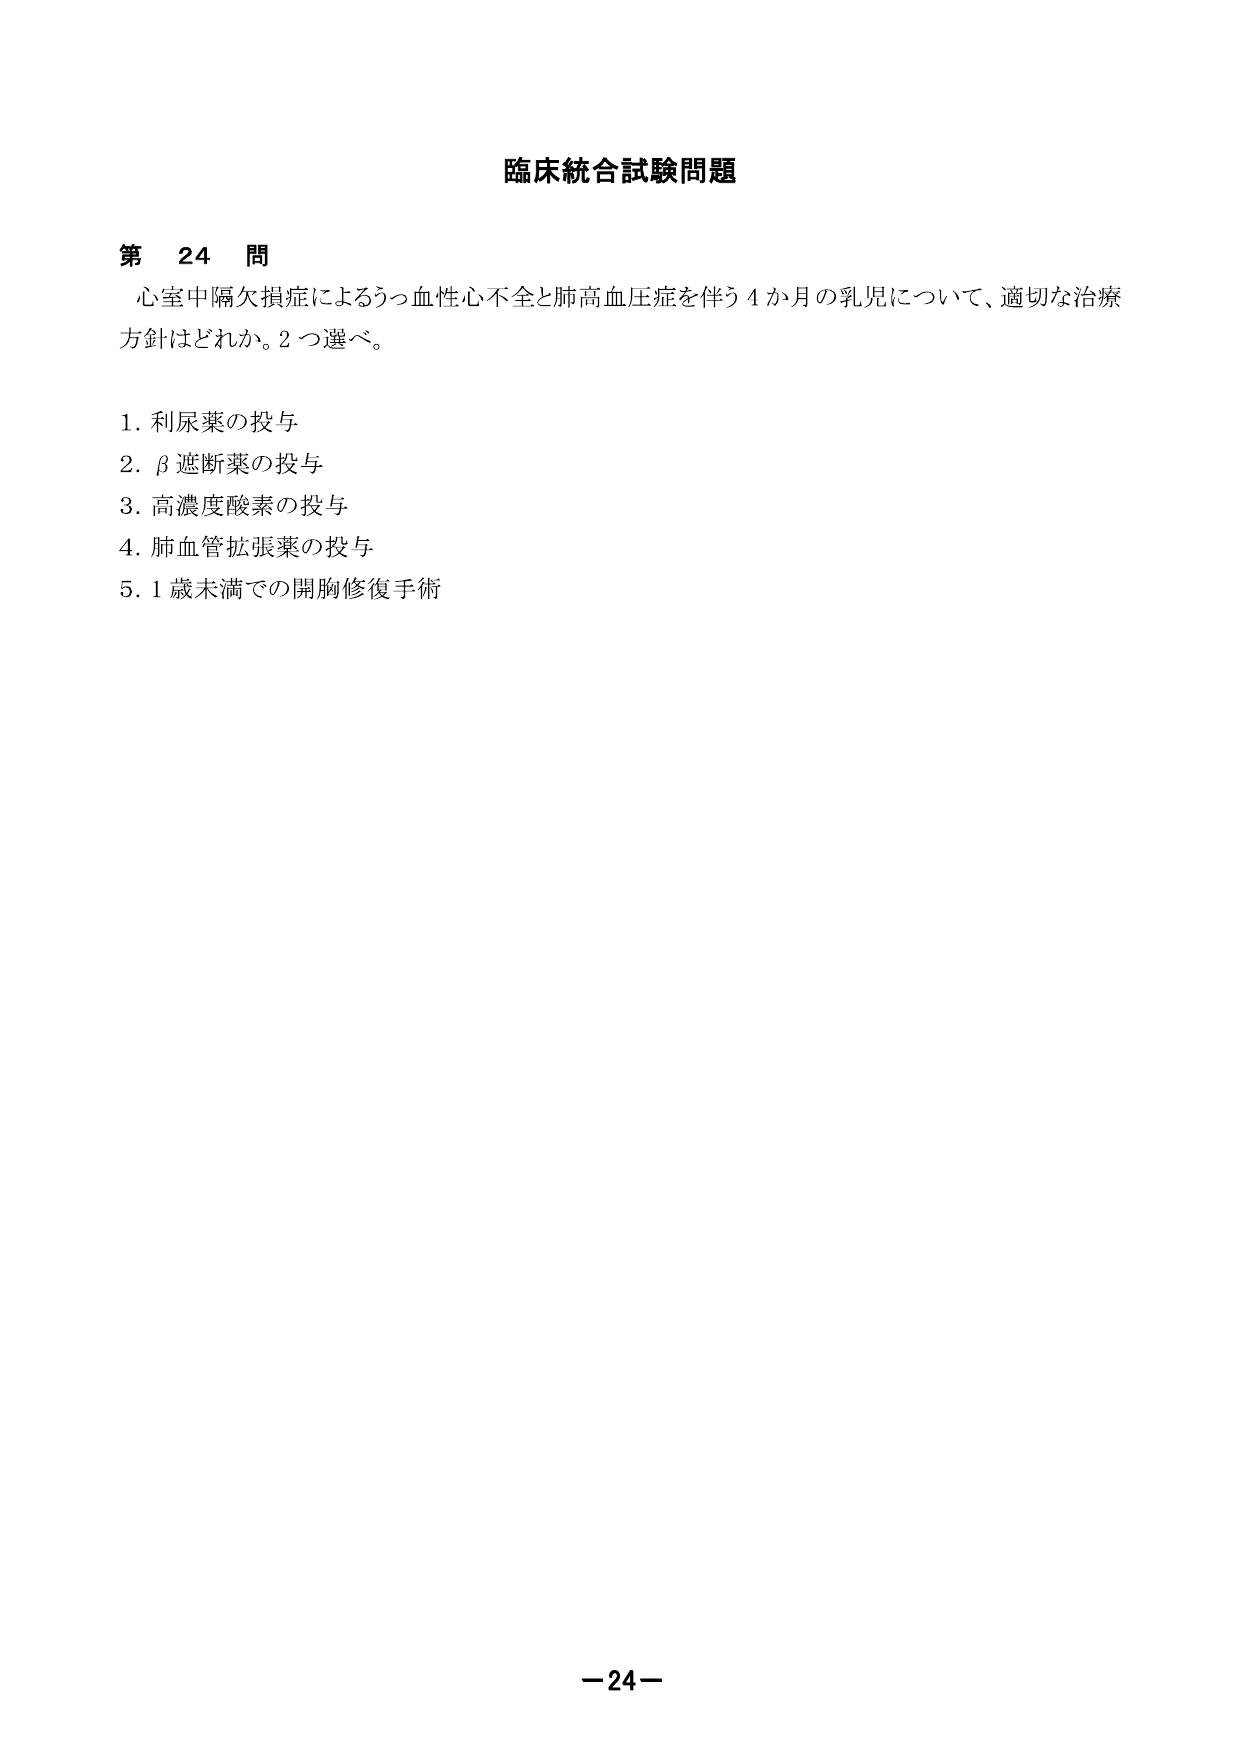 臨床統合試験問題
第 24 問
心室中隔欠損症によるうっ血性心不全と肺高血圧症を伴う 4 か月の乳児について、適切な治療
方針はどれか。2 つ選べ。
1. 利尿薬の投与
2. β遮断薬の投与
3. 高濃度酸素の投与
4. 肺血管拡張薬の投与
5. 1 歳未満での開胸修復手術
－24－